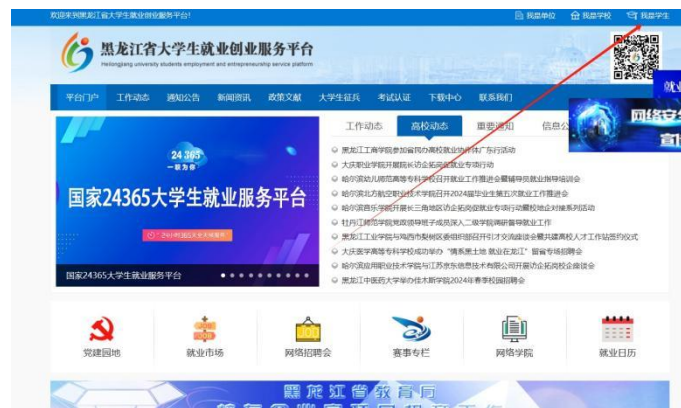 欢迎来到黑龙江省大学生就业创业服务平台!
我是单位 我是学校 我是学生
黑龙江省大学生就业创业服务平台
Heilongjiang university students employment and entrepreneurship service platform
平台门户 工作动态 通知公告 新闻资讯 政策文献 大学生征兵 考试认证 下载中心 联系我们
就业
网络安全
宣
24 365
国家24365大学生就业服务平台
国家24365大学生就业服务平台
工作动态 高校动态 重要通知 信息公
黑龙江工商学院参加省民办高校就业协作体广东行活动
大庆职业学院开展院长访企拓岗促就业专项行动
哈尔滨幼儿师范高等专科学校召开就业工作推进会暨辅导员就业指导培训会
哈尔滨北方航空职业技术学院召开2024届毕业生第五次就业工作推进会
哈尔滨音乐学院开展长三角地区访企拓岗促就业专项行动暨校地企对接系列活动
牡丹江师范学院党政领导班子成员深入二级学院调研督导就业工作
黑龙江工业学院与鸡西市梨树区委组织部召开引才交流座谈会暨共建高校人才工作站签约仪式
大庆医学高等专科学校成功举办“情系黑土地 就业在龙江”留省专场招聘会
哈尔滨应用职业技术学院与江苏京东信息技术有限公司开展访企拓岗校企座谈会
黑龙江中医药大学举办佳木斯学院2024年春季校园招聘会
党建园地 就业市场 网络招聘会 赛事专栏 网络学院 就业日历
黑龙江省教育厅